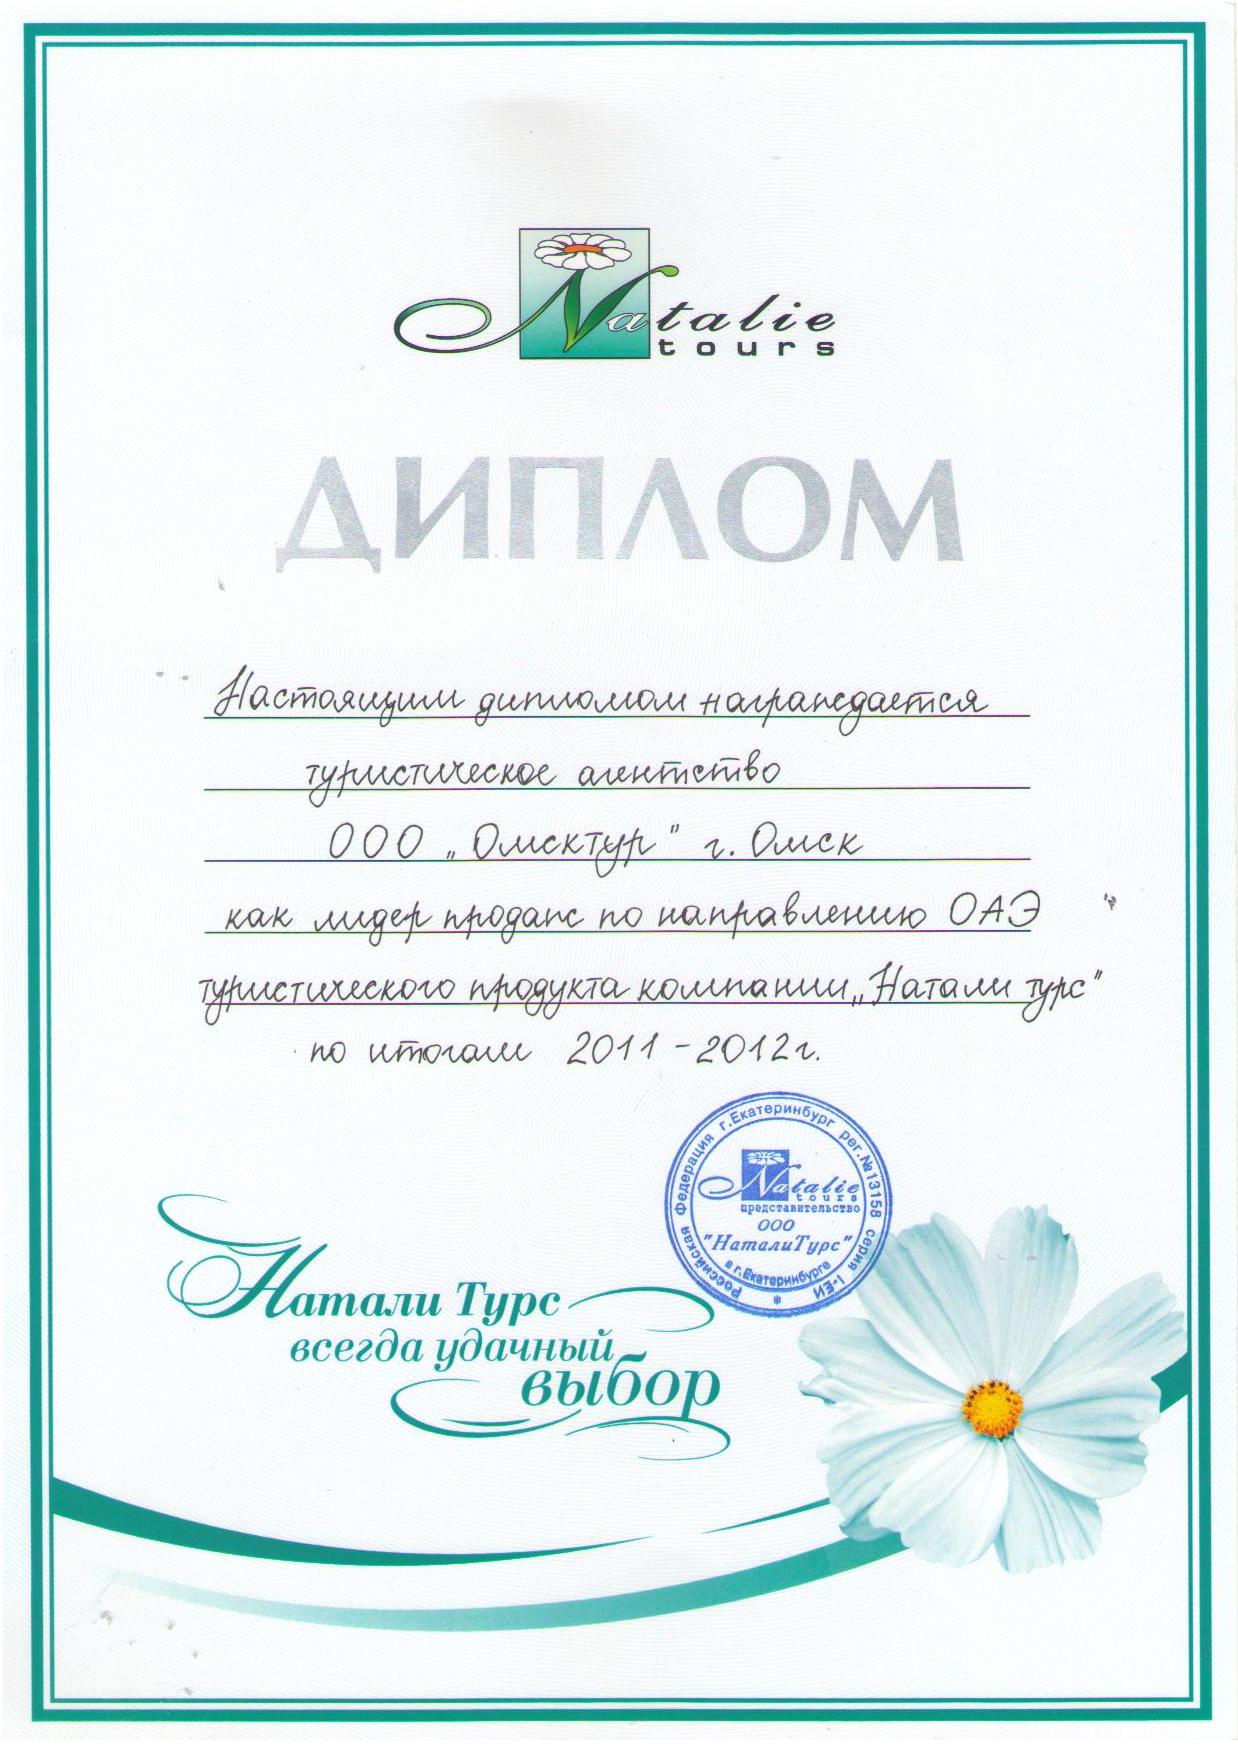 Natalie
tours
ДИПЛОМ
Настоящим дипломом награждается
туристическое агентство
ООО „Омсктур" г. Омск
как лидер продаж по направлению ОАЭ
туристического продукта компании „Натали турс"
по итогам 2011-2012г.
Российская Федерация г.Екатеринбург рег.№13158 серия И-ЕИ *
Natalie
tours
представительство
ООО
"НаталиТурс"
в г.Екатеринбурге
Натали Турс
всегда удачный
выбор